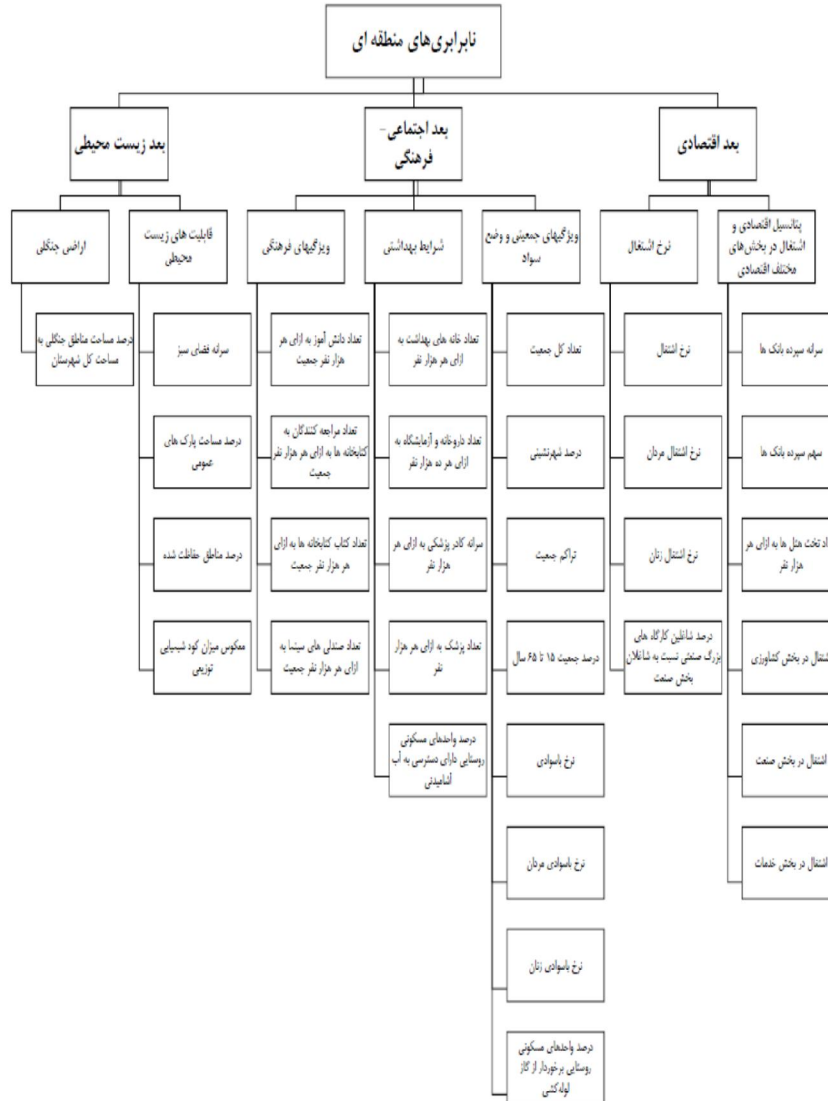 نابرابری‌های منطقه ای
بعد اقتصادی
بعد اجتماعی-
فرهنگی
بعد زیست محیطی
پتانسیل اقتصادی و
اشتغال در بخش‌های
مختلف اقتصادی
نرخ اشتغال
ویژگیهای جمعیتی و وضع
سواد
شرایط بهداشتی
ویژگیهای فرهنگی
قابلیت های زیست
محیطی
اراضی جنگلی
سرانه سپرده بانک ها
سهم سپرده بانک ها
اد تخت هتل ها به ازای هر
هزار نفر
شتغال در بخش کشاورزی
اشتغال در بخش صنعت
اشتغال در بخش خدمات
نرخ اشتغال
نرخ اشتغال مردان
نرخ اشتغال زنان
درصد شاغلین کارگاه های
بزرگ صنعتی نسبت به شاغلان
بخش صنعت
تعداد کل جمعیت
درصد شهرنشینی
تراکم جمعیت
درصد جمعیت ۱۵ تا ۶۵ سال
نرخ باسوادی
نرخ باسوادی مردان
نرخ باسوادی زنان
درصد واحدهای مسکونی
روستایی برخوردار از گاز
لوله‌کشی
تعداد خانه های بهداشت به
ازای هر هزار نفر
تعداد داروخانه و آزمایشگاه به
ازای هر ده هزار نفر
سرانه کادر پزشکی به ازای هر
هزار نفر
تعداد پزشک به ازای هر هزار
نفر
درصد واحدهای مسکونی
روستایی دارای دسترسی به آب
آشامیدنی
تعداد دانش آموز به ازای هر
هزار نفر جمعیت
تعداد مراجعه کنندگان به
کتابخانه ها به ازای هر هزار نفر
جمعیت
تعداد کتاب کتابخانه ها به ازای
هر هزار نفر جمعیت
تعداد صندلی های سینما به
ازای هر هزار نفر جمعیت
سرانه فضای سبز
درصد مساحت پارک های
عمومی
درصد مناطق حفاظت شده
معکوس میزان کود شیمیایی
توزیعی
درصد مساحت مناطق جنگلی به
مساحت کل شهرستان